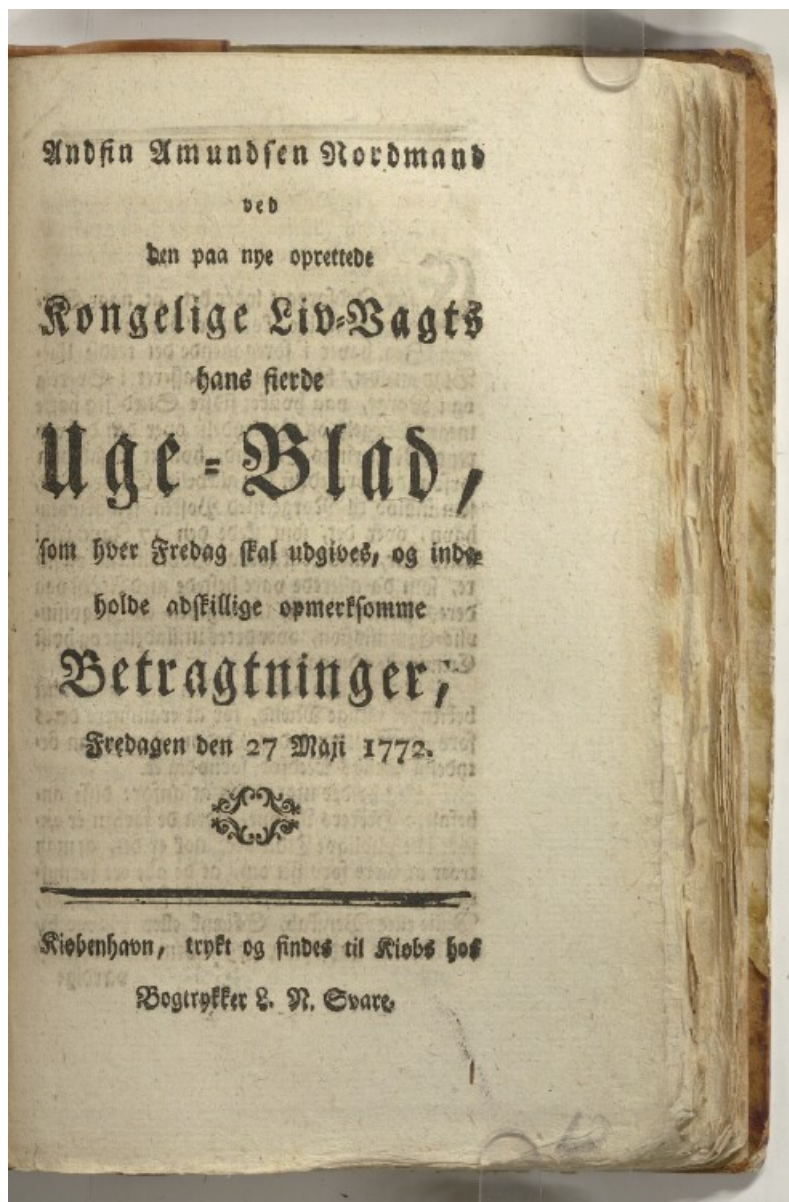 Andfin Amundsen Nordmand
ved
den paa nye oprettede
Kongelige Liv-Vagts
hans fierde
Uge-Blad,
som hver Fredag skal udgives, og inde-
holde adskillige opmerksomme
Betragtninger,
Fredagen den 27 Maji 1772.
Kiøbenhavn, trykt og findes til Kiøbs hos
Bogtrykker L. N. Svare.